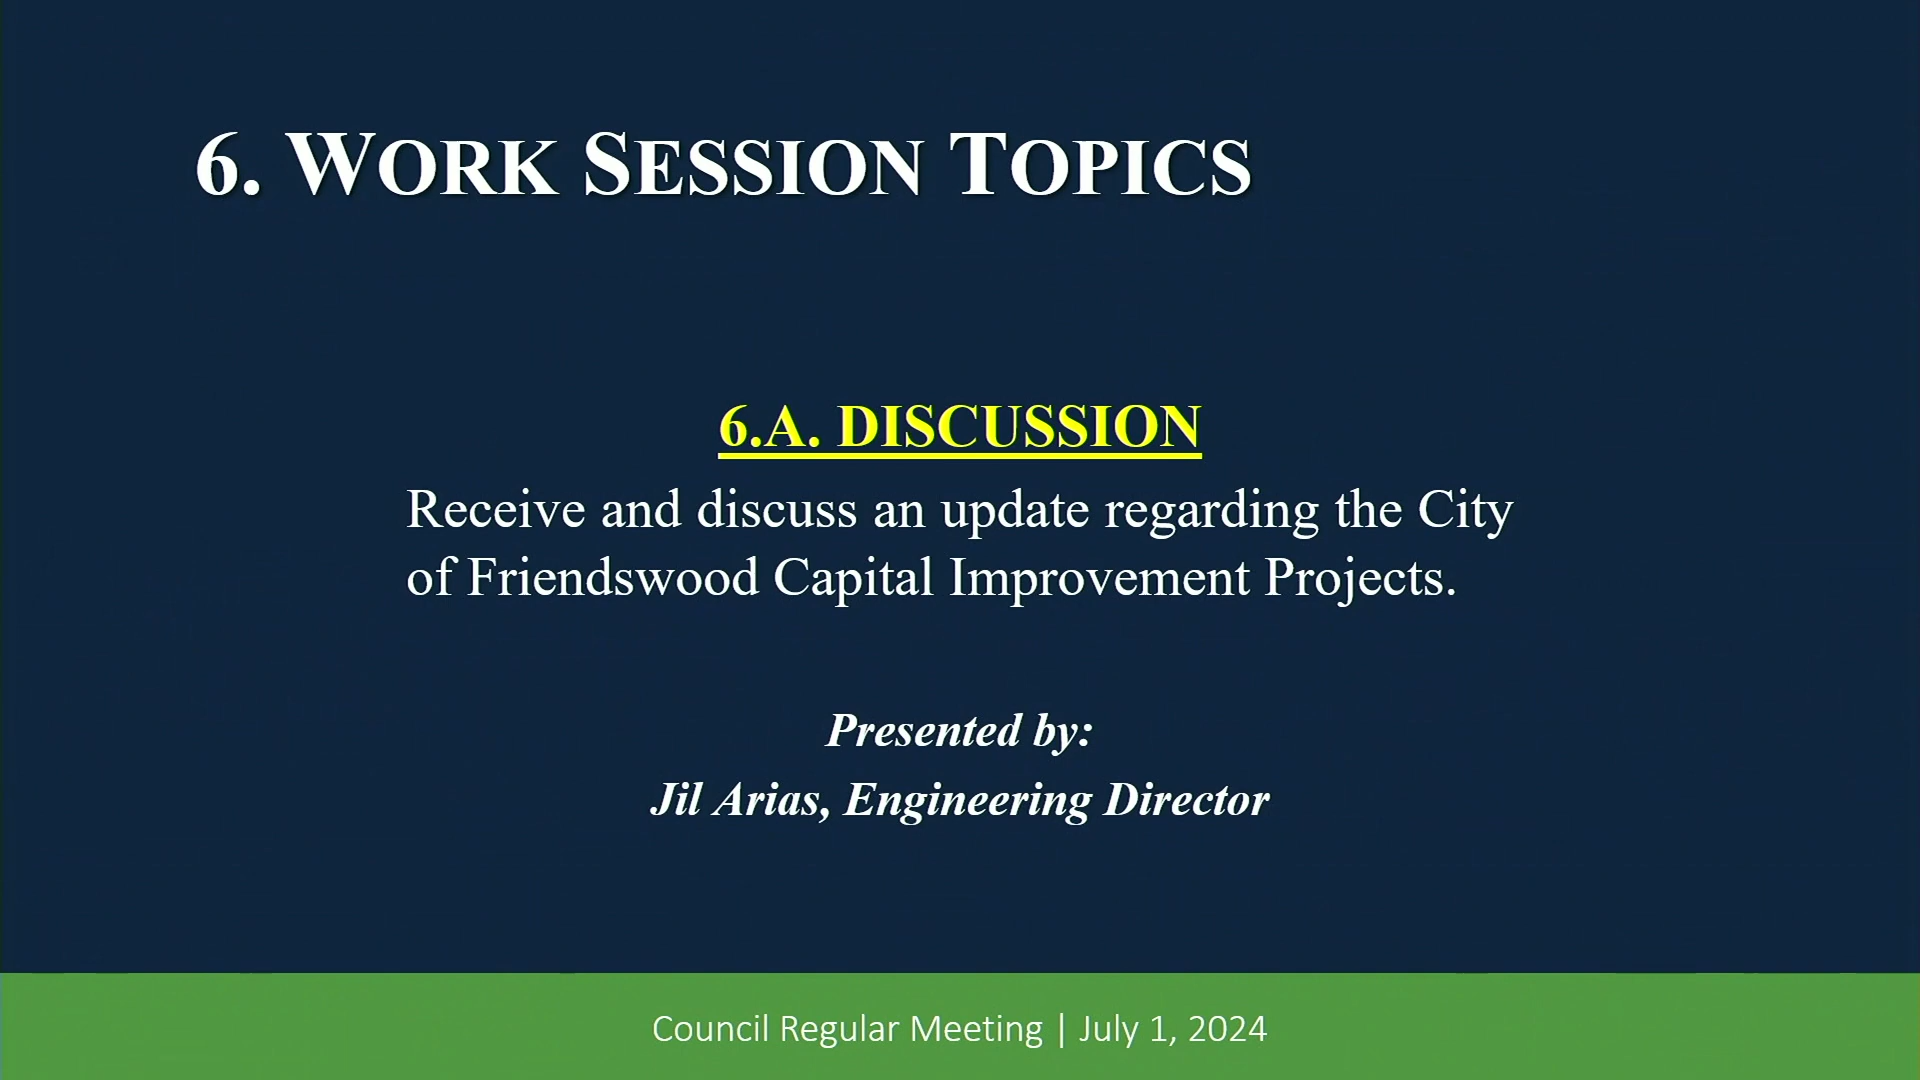 6. WORK SESSION TOPICS
6.A. DISCUSSION
Receive and discuss an update regarding the City
of Friendswood Capital Improvement Projects.
Presented by:
Jil Arias, Engineering Director
Council Regular Meeting | July 1, 2024